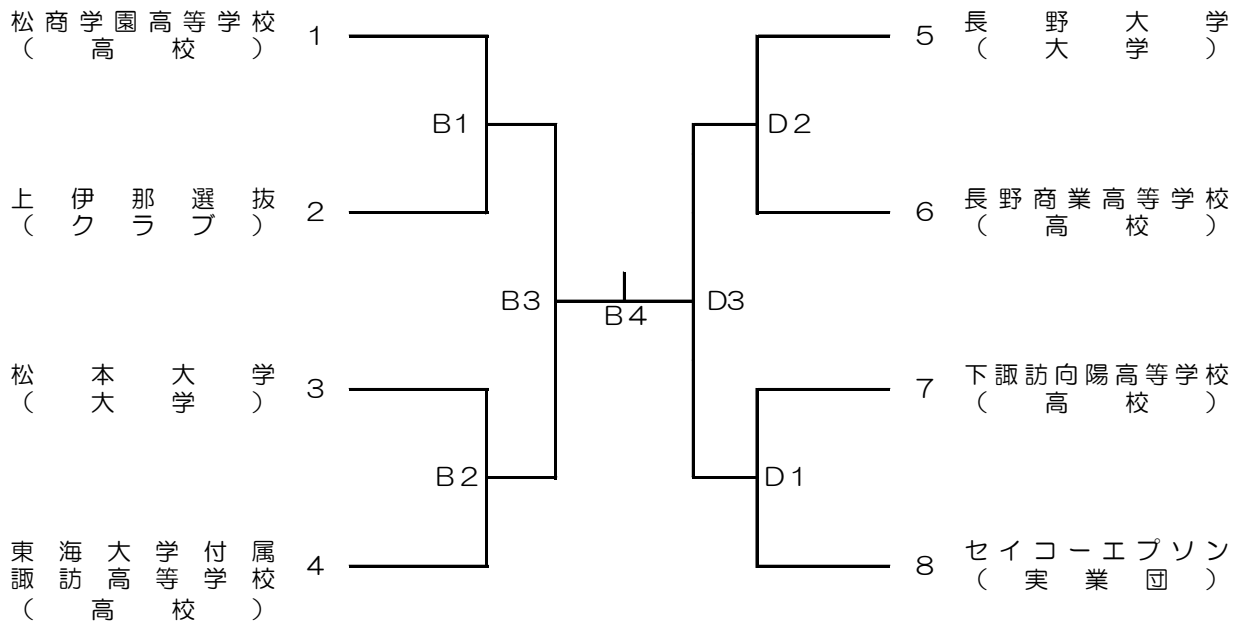 松商学園高等学校 1
（高校）
B1
上伊那選抜 2
（クラブ）
B3
松本大学 3
（大学）
B2
東海大学付属 4
諏訪高等学校
（高校）
B4
5 長野大学
（大学）
D2
6 長野商業高等学校
（高校）
D3
7 下諏訪向陽高等学校
（高校）
D1
8 セイコーエプソン
（実業団）